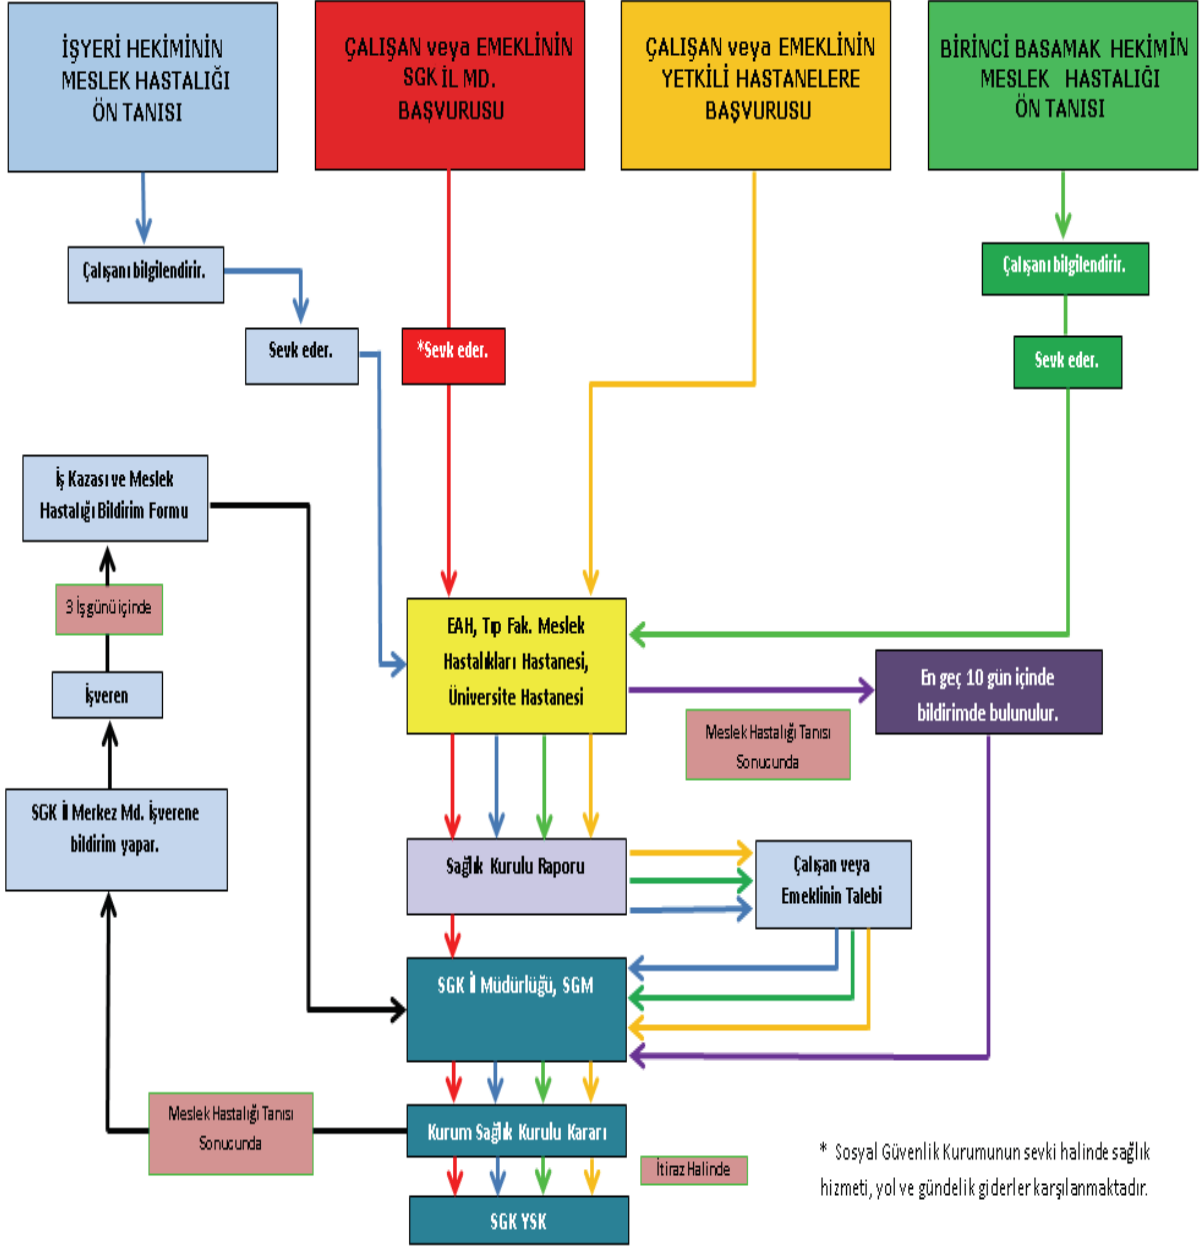 İŞYERİ HEKİMİNİN
MESLEK HASTALIĞI
ÖN TANISI
ÇALIŞAN veya EMEKLİNİN
SGK İL MD.
BAŞVURUSU
ÇALIŞAN veya EMEKLİNİN
YETKİLİ HASTANELERE
BAŞVURUSU
BİRİNCİ BASAMAK HEKİMİN
MESLEK HASTALIĞI
ÖN TANISI
Çalışanı bilgilendirir.
Çalışanı bilgilendirir.
Sevk eder.
*Sevk eder.
Sevk eder.
İş Kazası ve Meslek
Hastalığı Bildirim Formu
3 İş günü içinde
İşveren
SGK İl Merkez Md. İşverene
bildirim yapar.
EAH, Tıp Fak. Meslek
Hastalıkları Hastanesi,
Üniversite Hastanesi
En geç 10 gün içinde
bildirimde bulunulur.
Meslek Hastalığı Tanısı
Sonucunda
Sağlık Kurulu Raporu
Çalışan veya
Emeklinin Talebi
SGK İl Müdürlüğü, SGM
Meslek Hastalığı Tanısı
Sonucunda
Kurum Sağlık Kurulu Kararı
İtiraz Halinde
SGK YSK
* Sosyal Güvenlik Kurumunun sevki halinde sağlık
hizmeti, yol ve gündelik giderler karşılanmaktadır.